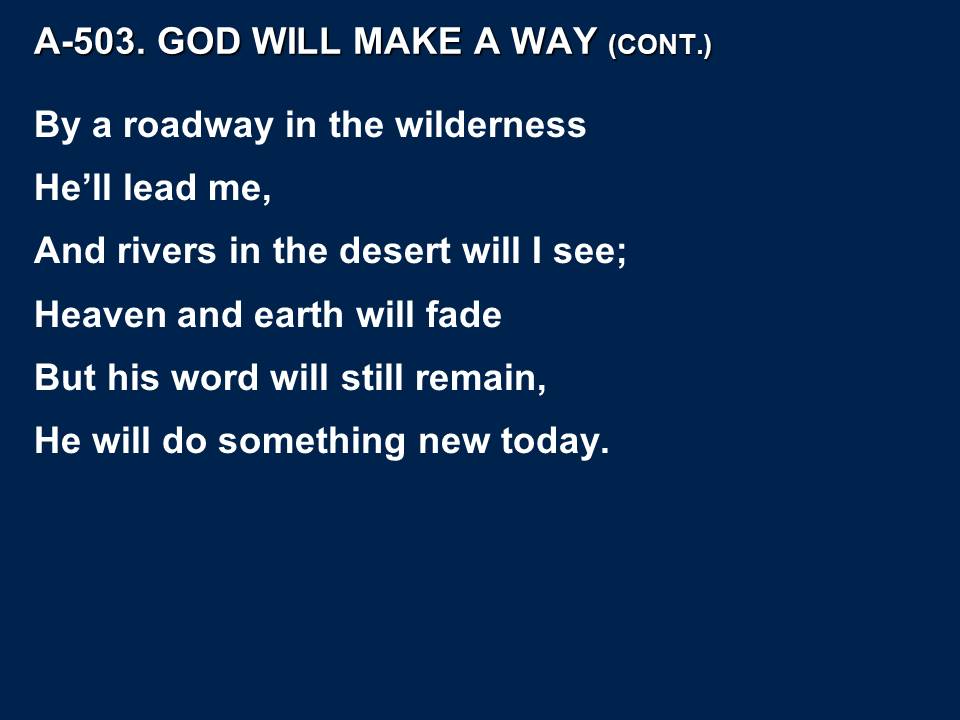 A-503. GOD WILL MAKE A WAY (CONT.)
By a roadway in the wilderness
He’ll lead me,
And rivers in the desert will I see;
Heaven and earth will fade
But his word will still remain,
He will do something new today.